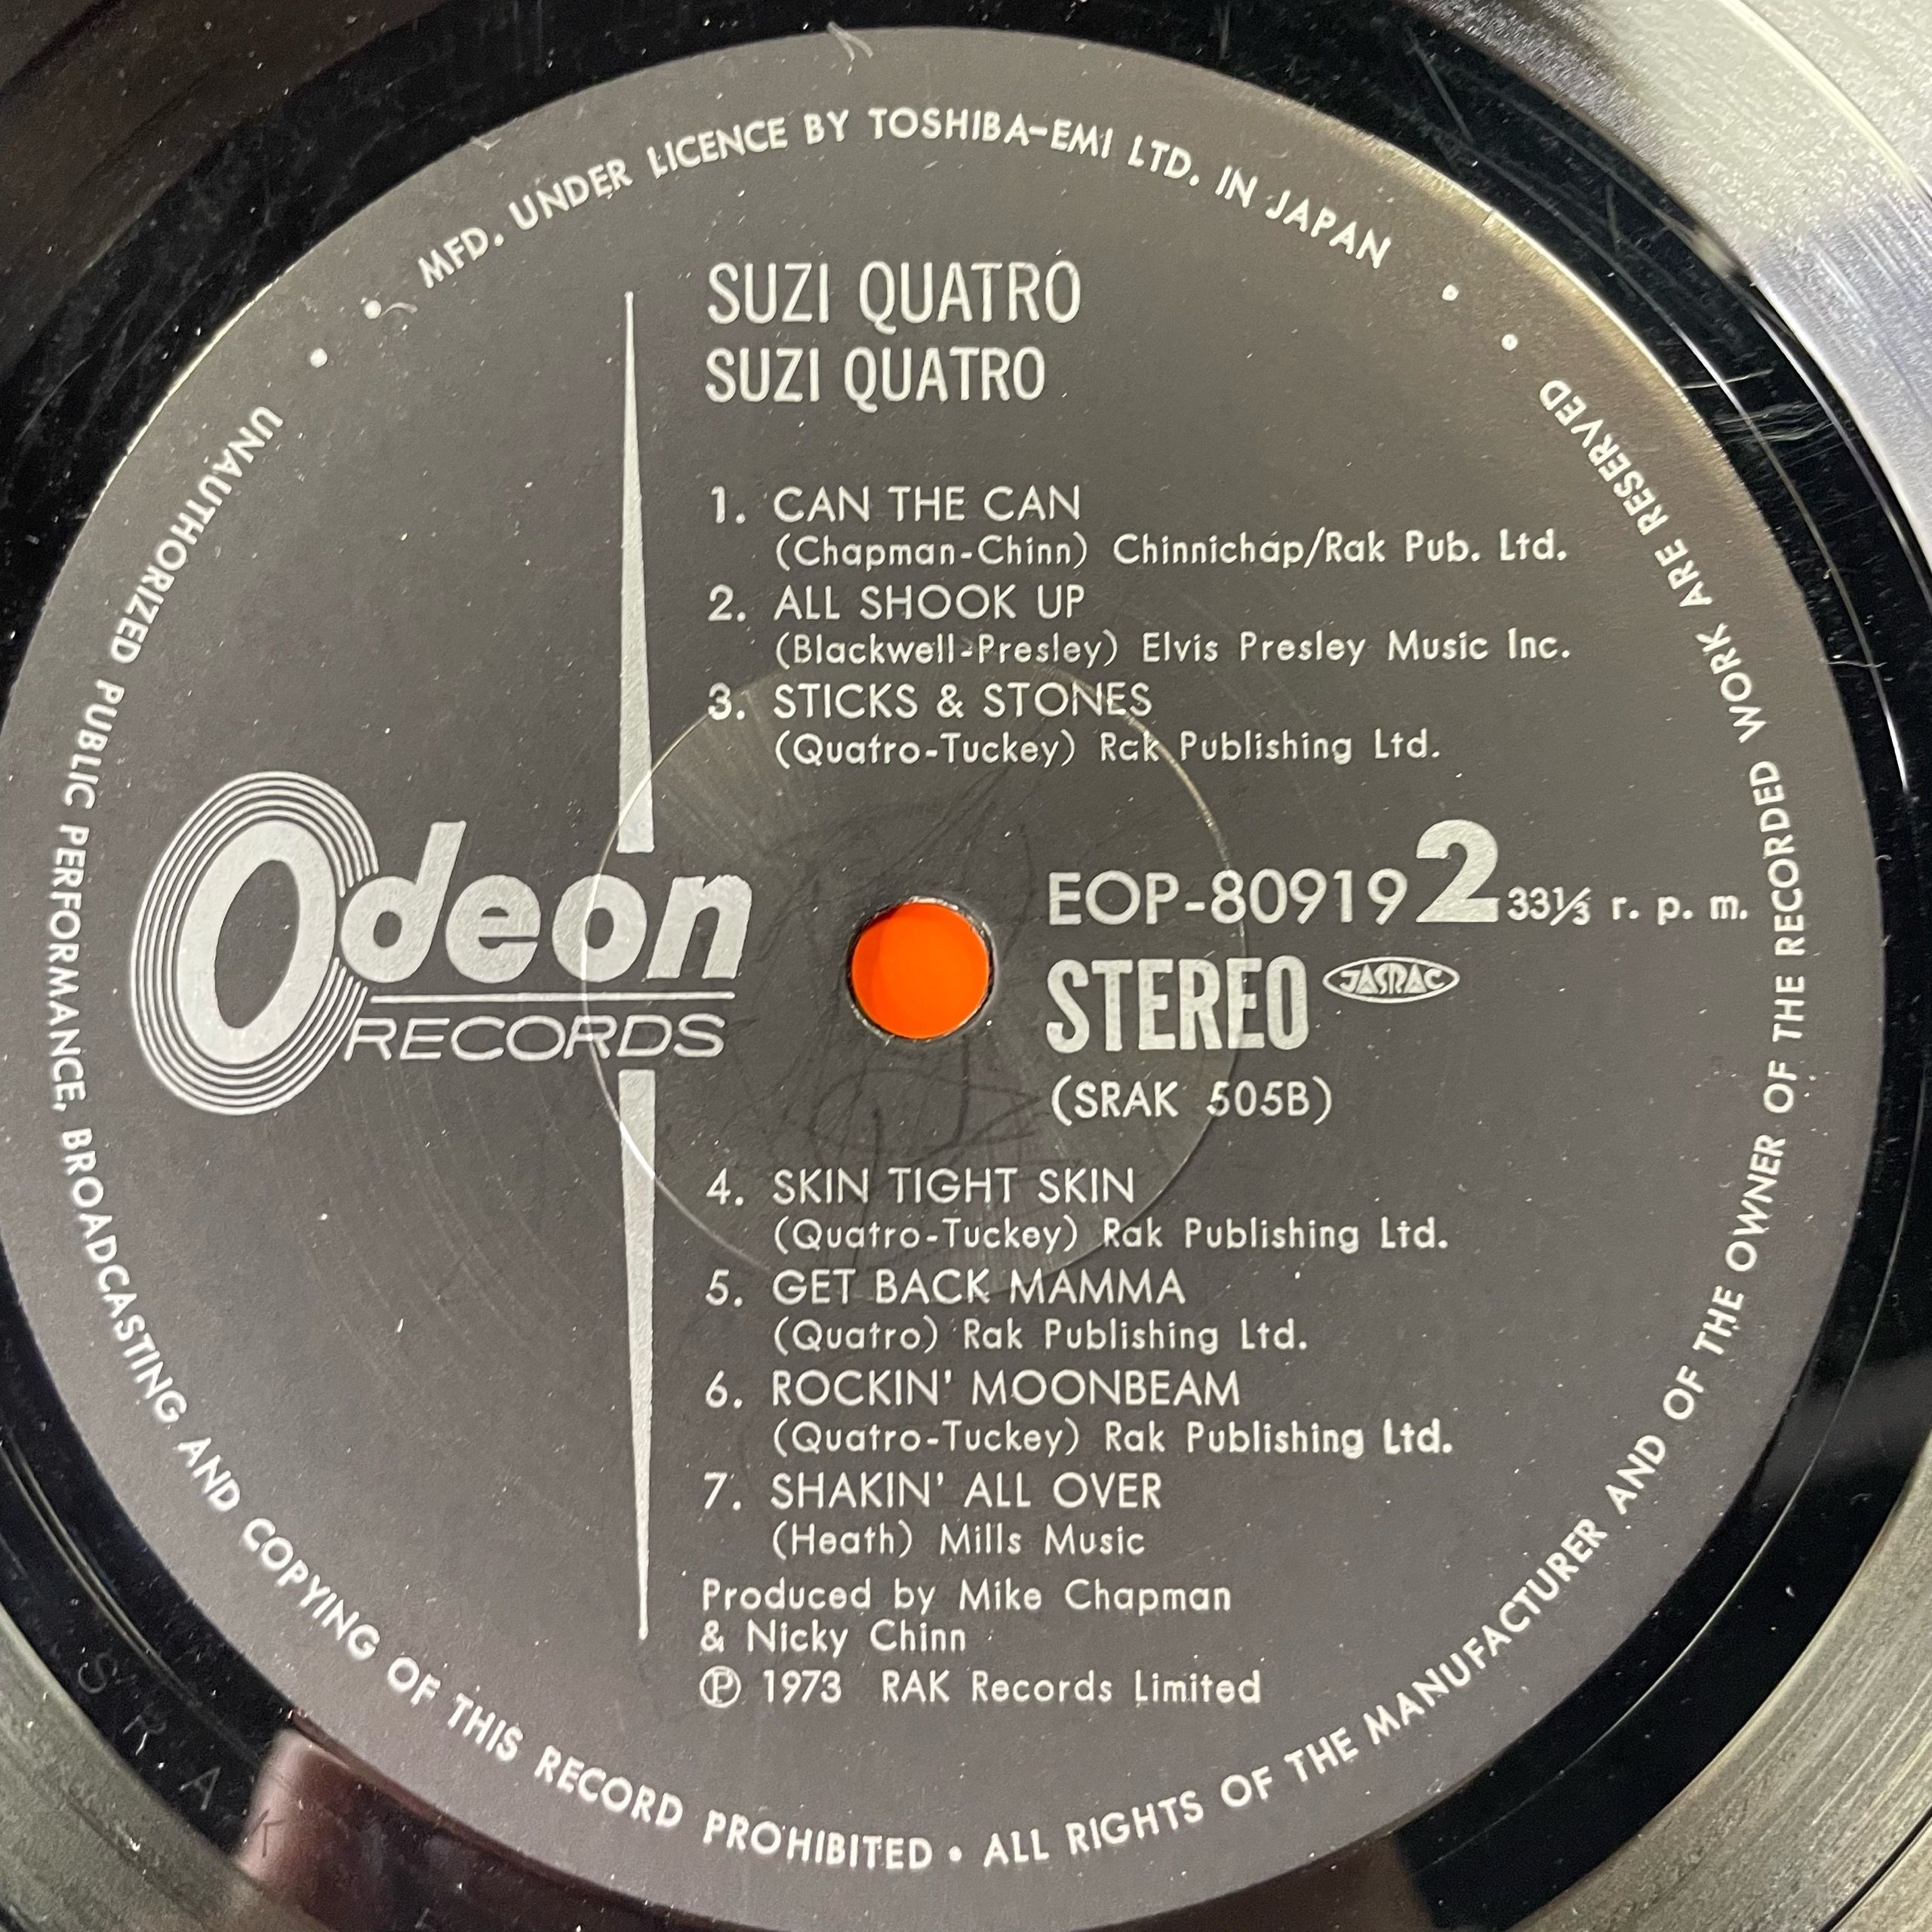 MFD. UNDER LICENCE BY TOSHIBA-EMI LTD. IN JAPAN
SUZI QUATRO
SUZI QUATRO
1. CAN THE CAN
(Chapman-Chinn) Chinnichap/Rak Pub. Ltd.
2. ALL SHOOK UP
(Blackwell-Presley) Elvis Presley Music Inc.
3. STICKS & STONES
(Quatro-Tuckey) Rak Publishing Ltd.
Odeon
RECORDS
EOP-80919 2 33⅓ r. p. m.
STEREO JASRAC
(SRAK 505B)
4. SKIN TIGHT SKIN
(Quatro-Tuckey) Rak Publishing Ltd.
5. GET BACK MAMMA
(Quatro) Rak Publishing Ltd.
6. ROCKIN' MOONBEAM
(Quatro-Tuckey) Rak Publishing Ltd.
7. SHAKIN' ALL OVER
(Heath) Mills Music
Produced by Mike Chapman
& Nicky Chinn
℗ 1973 RAK Records Limited
UNAUTHORIZED PUBLIC PERFORMANCE, BROADCASTING AND COPYING OF THIS RECORD PROHIBITED • ALL RIGHTS OF THE MANUFACTURER AND OF THE OWNER OF THE RECORDED WORK ARE RESERVED
SRAK